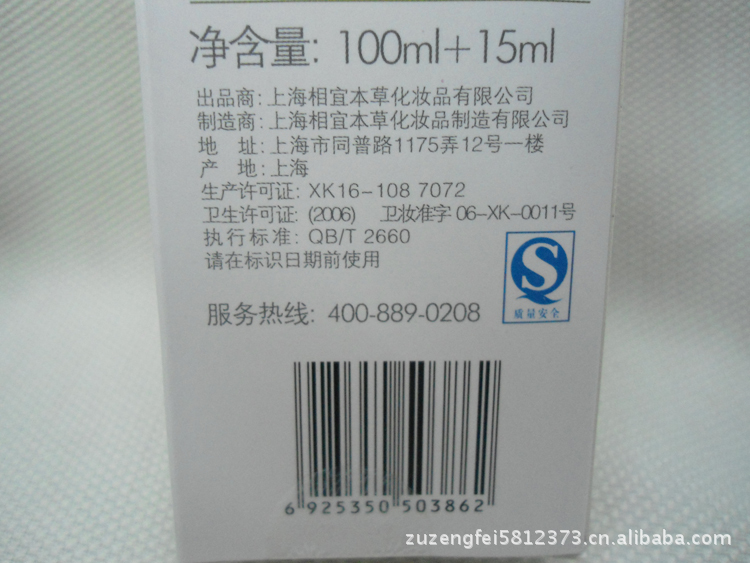 净含量: 100ml+15ml
出品商: 上海相宜本草化妆品有限公司
制造商: 上海相宜本草化妆品制造有限公司
地 址: 上海市同普路1175弄12号一楼
产 地: 上海
生产许可证: XK16-108 7072
卫生许可证: (2006) 卫妆准字 06-XK-0011号
执行标准: QB/T 2660
请在标识日期前使用
质量安全
服务热线: 400-889-0208
6 925350 503862
zuzengfei5812373.cn.alibaba.com